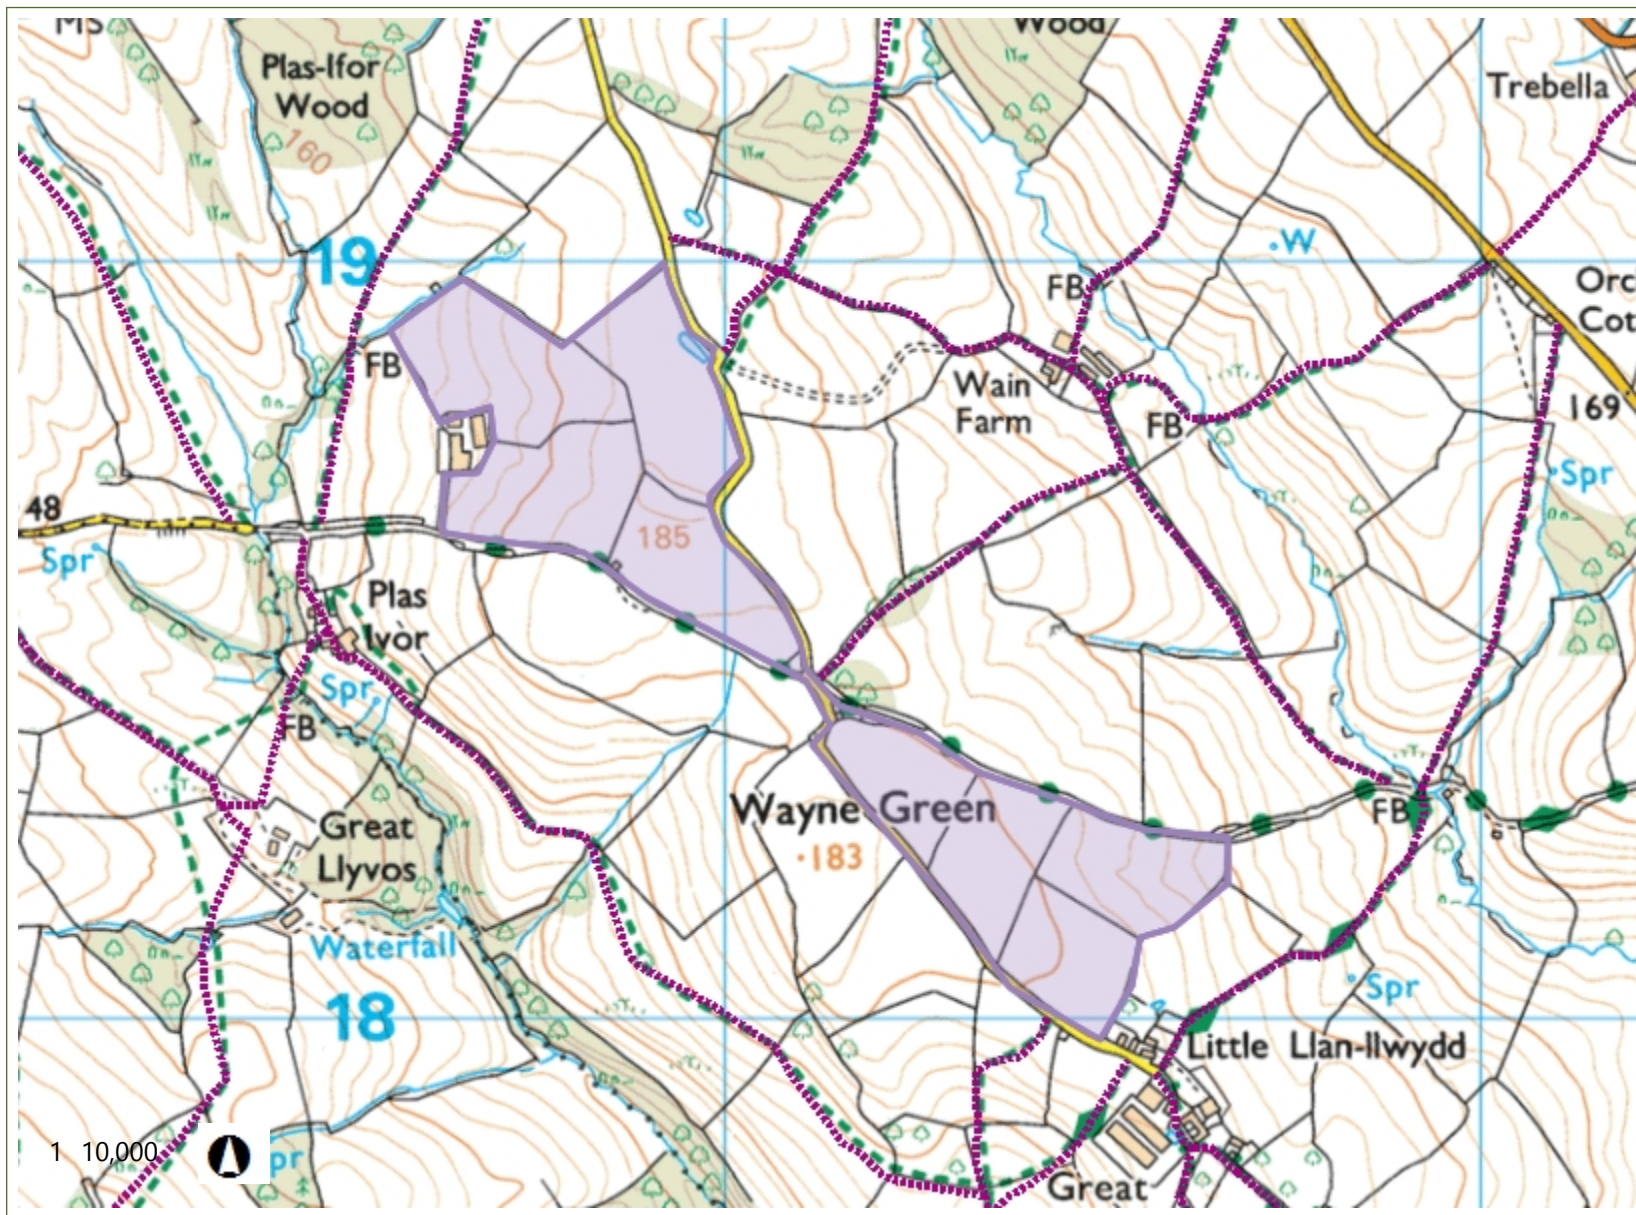 MS
Wood
Plas-Ifor
Wood
160
Trebella
19
W
FB
Orc
Cot
FB
Wain
Farm
169
FB
Spr
48
185
Spr
Plas
Ivor
Spr
FB
Wayne Green
183
FB
Great
Llyvos
Waterfall
Spr
18
Little Llan-llwydd
1 10,000
pr
Great